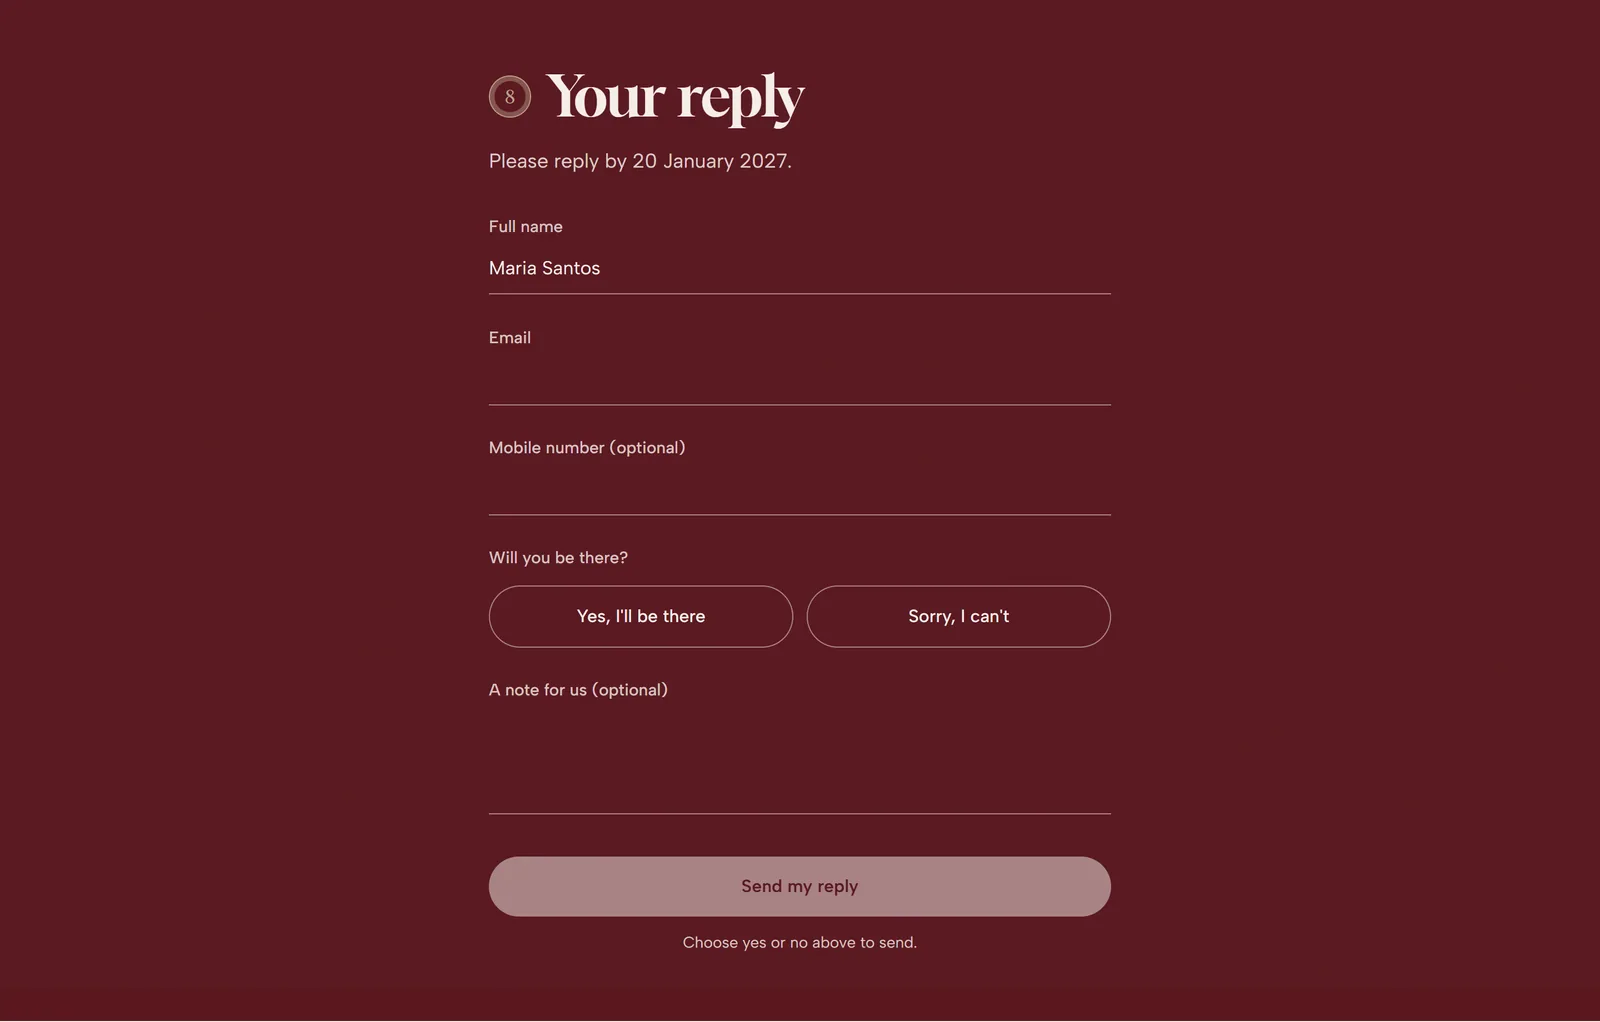 8 Your reply
Please reply by 20 January 2027.
Full name
Maria Santos
Email
Mobile number (optional)
Will you be there?
Yes, I'll be there
Sorry, I can't
A note for us (optional)
Send my reply
Choose yes or no above to send.